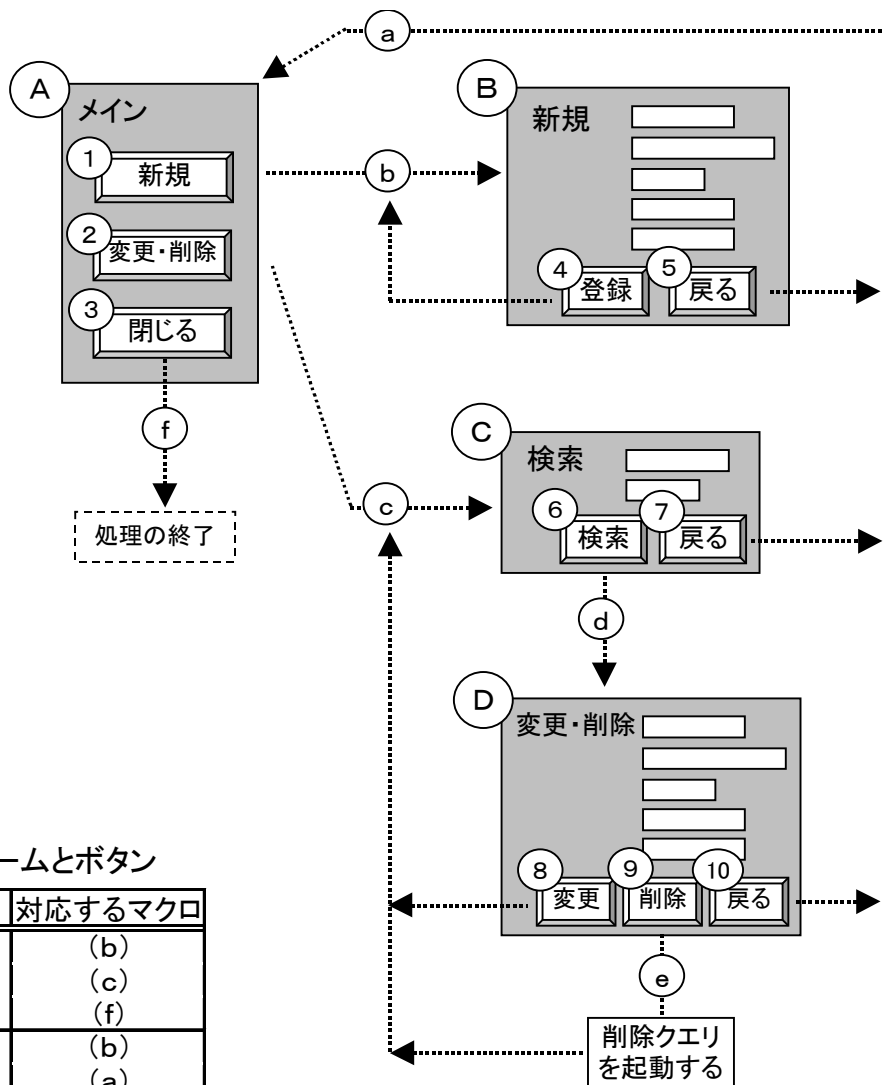 a
A
メイン
1
新規
2
変更・削除
3
閉じる
f
処理の終了
b
B
新規
4
登録
5
戻る
c
C
検索
6
検索
7
戻る
d
D
変更・削除
8
変更
9
削除
10
戻る
e
削除クエリ
を起動する
ームとボタン
対応するマクロ
(b)
(c)
(f)
(b)
(a)